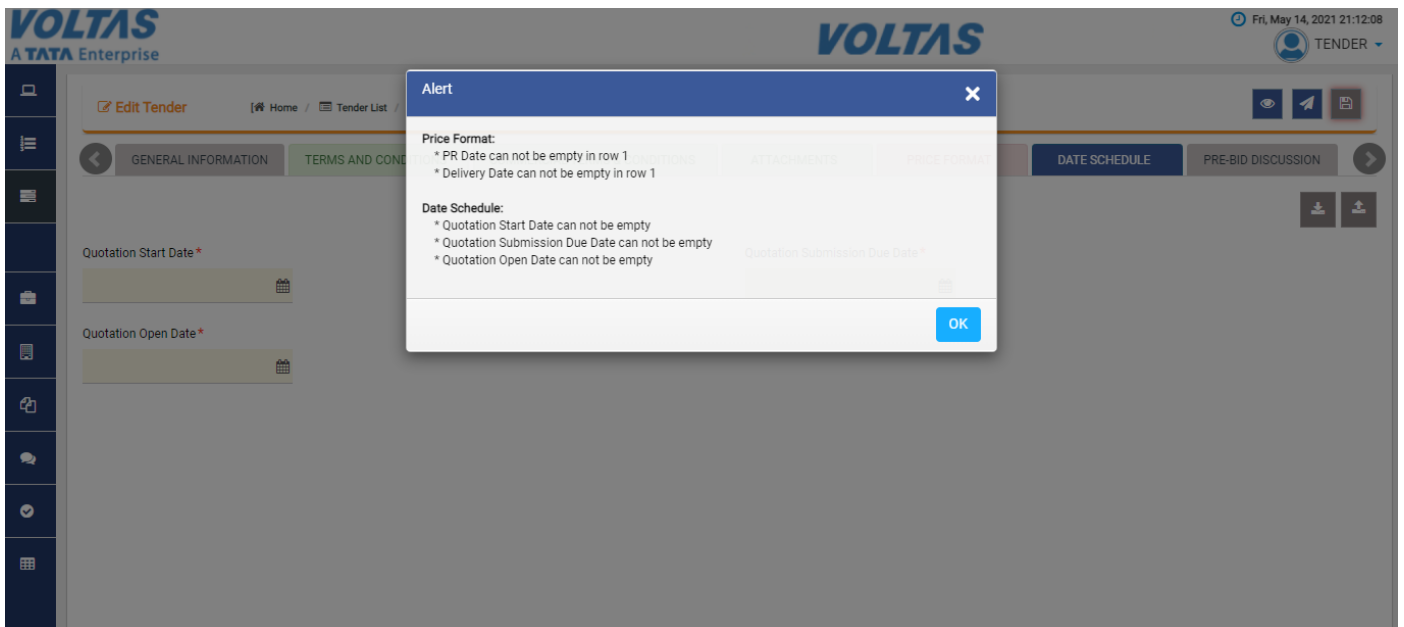 VOLTAS
A TATA Enterprise
VOLTAS
Fri, May 14, 2021 21:12:08
TENDER
Edit Tender
[ Home / Tender List /
Alert
GENERAL INFORMATION
TERMS AND COND
CONDITIONS
ATTACHMENTS
PRICE FORMAT
DATE SCHEDULE
PRE-BID DISCUSSION
Price Format:
* PR Date can not be empty in row 1
* Delivery Date can not be empty in row 1
Date Schedule:
* Quotation Start Date can not be empty
* Quotation Submission Due Date can not be empty
* Quotation Open Date can not be empty
OK
Quotation Start Date*
Quotation Submission Due Date*
Quotation Open Date*